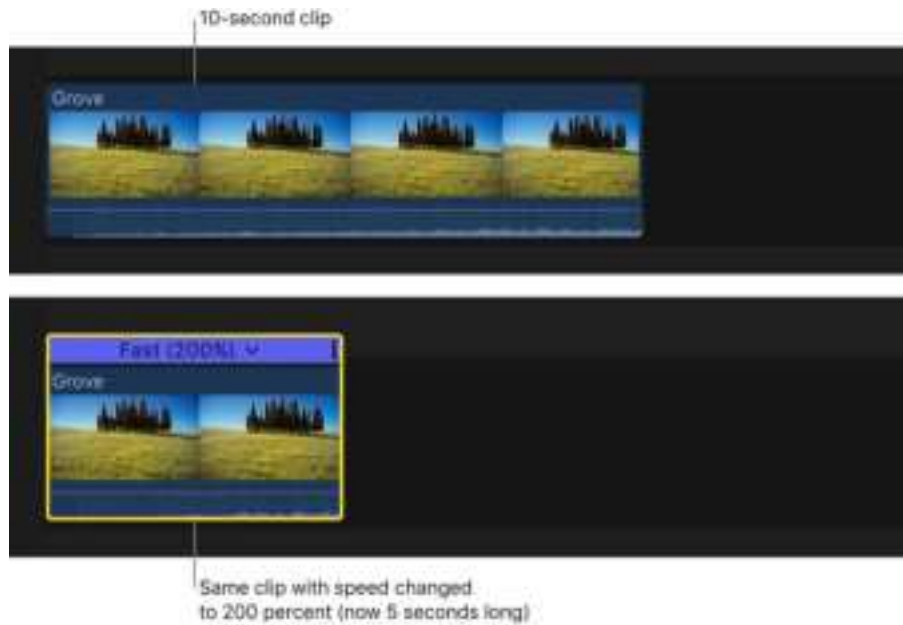 10-second clip
Grove
Fast (200%)
Grove
Same clip with speed changed
to 200 percent (now 5 seconds long)